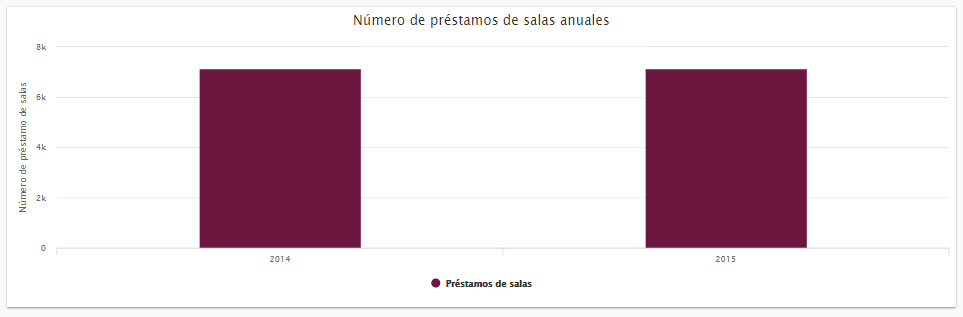 Número de préstamos de salas anuales
Número de préstamo de salas
8k
6k
4k
2k
0
2014
2015
Préstamos de salas